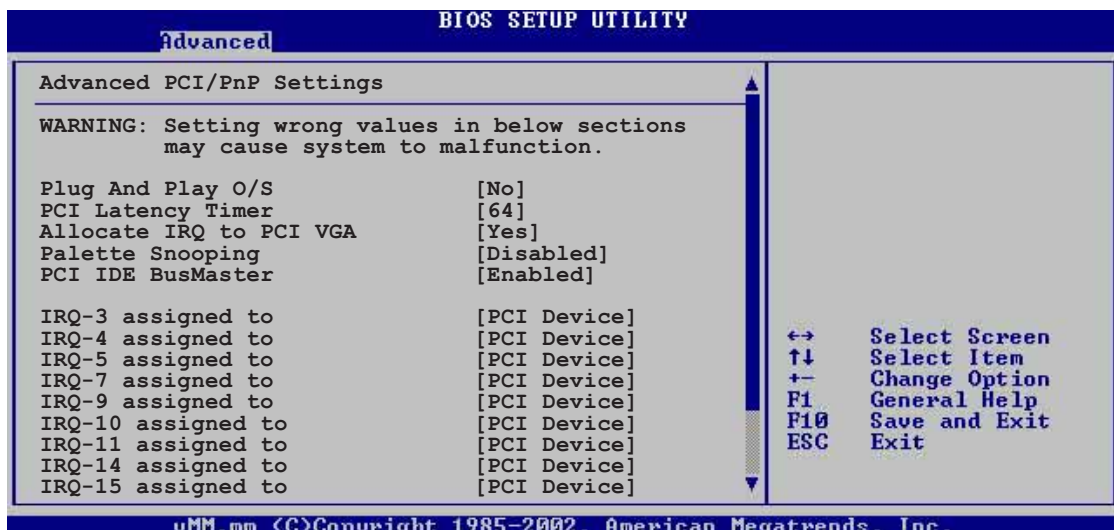 BIOS SETUP UTILITY
Advanced
Advanced PCI/PnP Settings
WARNING: Setting wrong values in below sections
may cause system to malfunction.
Plug And Play O/S [No]
PCI Latency Timer [64]
Allocate IRQ to PCI VGA [Yes]
Palette Snooping [Disabled]
PCI IDE BusMaster [Enabled]
IRQ-3 assigned to [PCI Device]
IRQ-4 assigned to [PCI Device]
IRQ-5 assigned to [PCI Device]
IRQ-7 assigned to [PCI Device]
IRQ-9 assigned to [PCI Device]
IRQ-10 assigned to [PCI Device]
IRQ-11 assigned to [PCI Device]
IRQ-14 assigned to [PCI Device]
IRQ-15 assigned to [PCI Device]
←→ Select Screen
↑↓ Select Item
+- Change Option
F1 General Help
F10 Save and Exit
ESC Exit
vMM.mm (C)Copyright 1985-2002, American Megatrends, Inc.